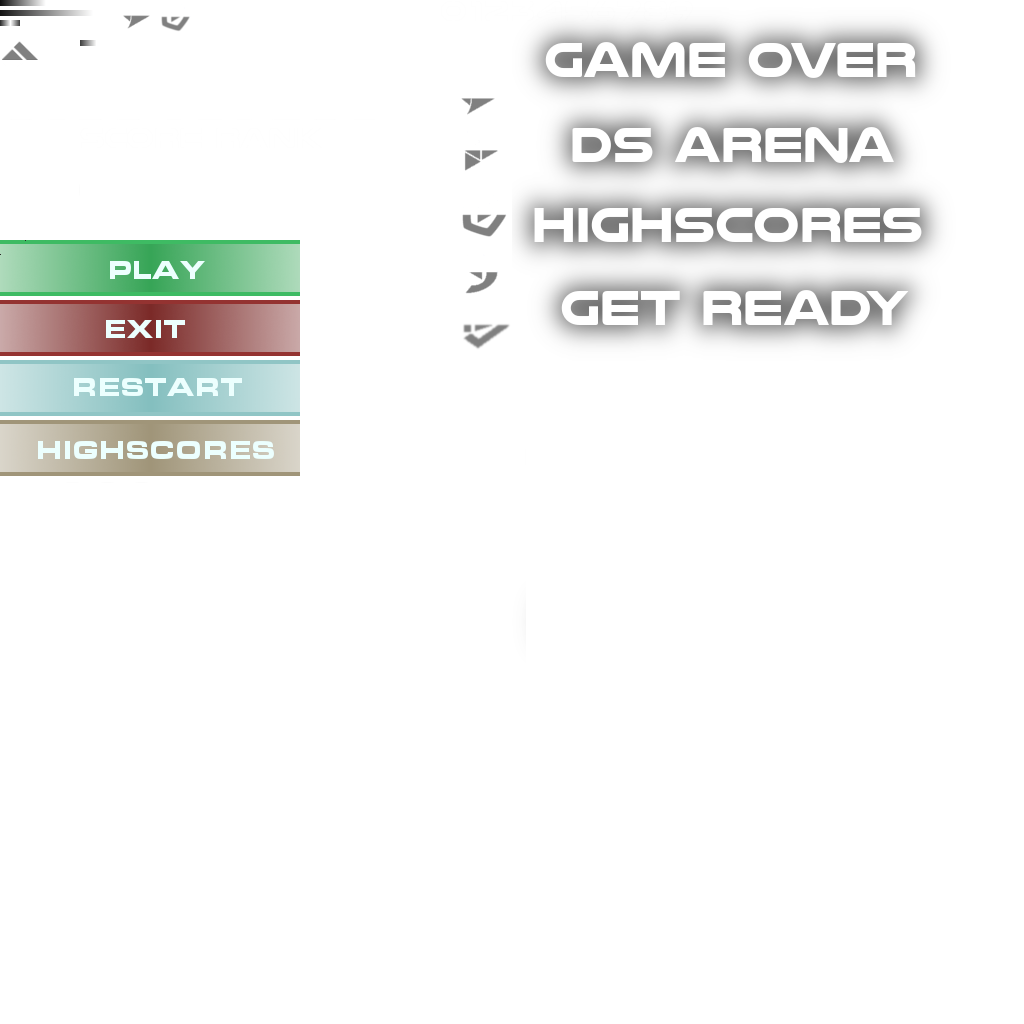 GAME OVER
DS ARENA
HIGHSCORES
GET READY
PLAY
EXIT
RESTART
HIGHSCORES